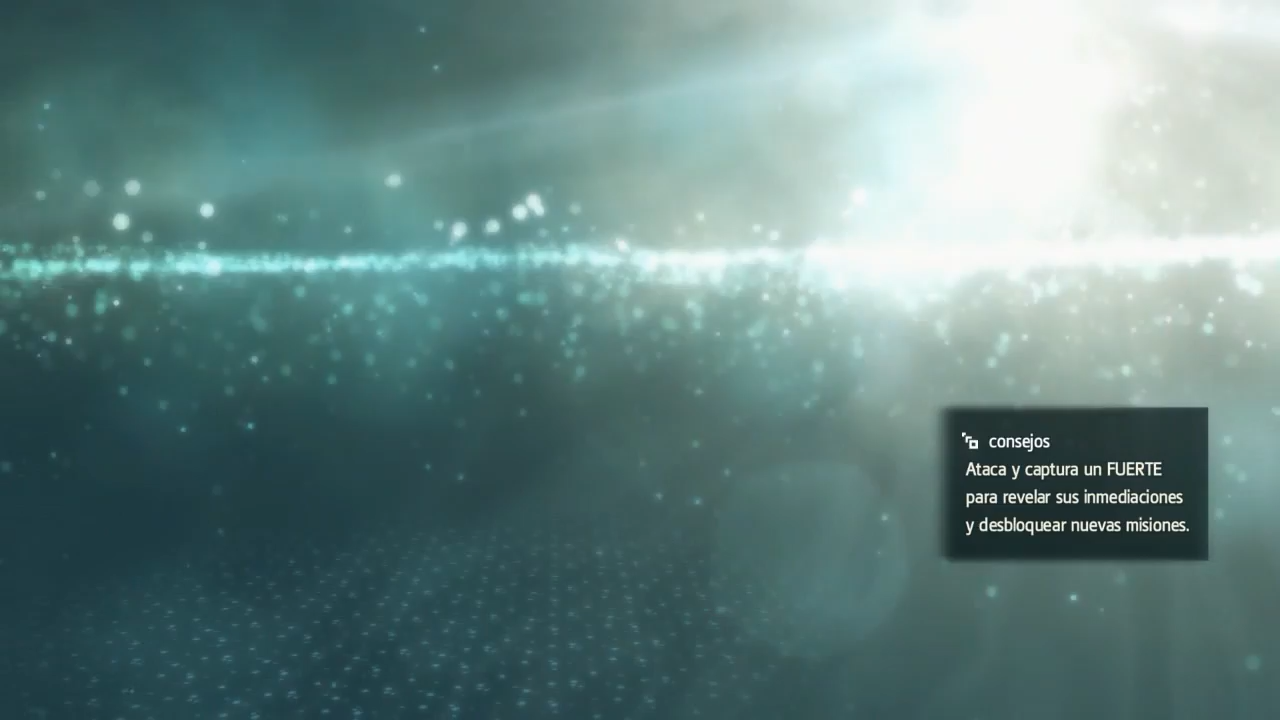 consejos
Ataca y captura un FUERTE
para revelar sus inmediaciones
y desbloquear nuevas misiones.